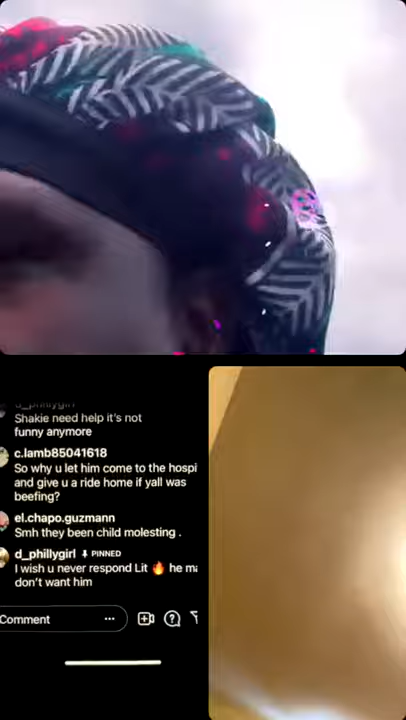 d_phillygirl
Shakie need help it's not
funny anymore
c.lamb85041618
So why u let him come to the hospi
and give u a ride home if yall was
beefing?
el.chapo.guzmann
Smh they been child molesting .
d_phillygirl PINNED
I wish u never respond Lit 🔥 he ma
don't want him
Comment